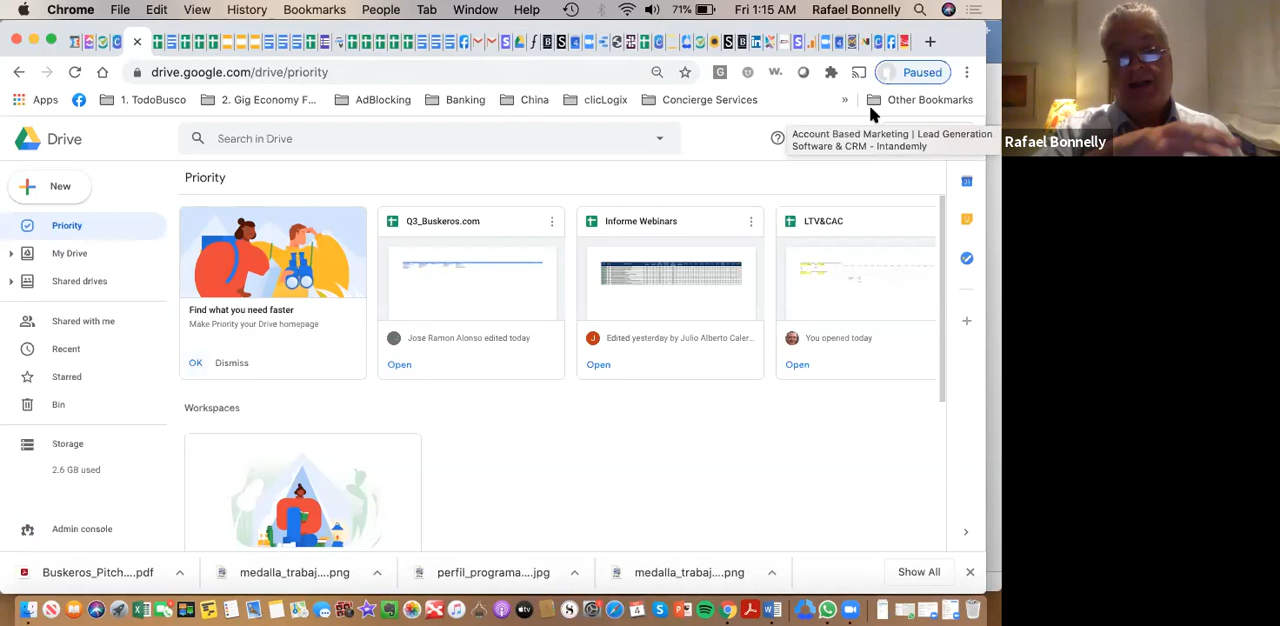 Chrome File Edit View History Bookmarks People Tab Window Help 71% Fri 1:15 AM Rafael Bonnelly
drive.google.com/drive/priority Paused
Apps 1. TodoBusco 2. Gig Economy F... AdBlocking Banking China clicLogix Concierge Services » Other Bookmarks
Account Based Marketing | Lead Generation
Software & CRM - Intandemly
Rafael Bonnelly
Drive Search in Drive
New
Priority
My Drive
Shared drives
Shared with me
Recent
Starred
Bin
Storage
2.6 GB used
Admin console
Priority
Find what you need faster
Make Priority your Drive homepage
OK Dismiss
Q3_Buskeros.com
Jose Ramon Alonso edited today
Open
Informe Webinars
Edited yesterday by Julio Alberto Caler...
Open
LTV&CAC
You opened today
Open
Workspaces
Buskeros_Pitch....pdf medalla_trabaj....png perfil_programa....jpg medalla_trabaj....png Show All